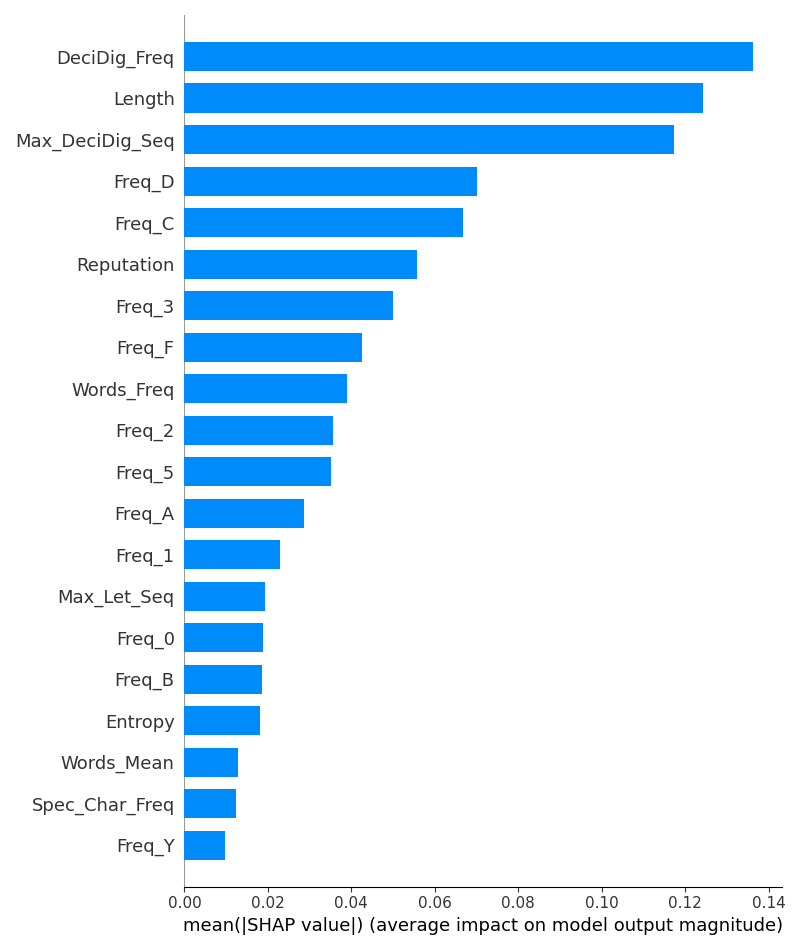 DeciDig_Freq
Length
Max_DeciDig_Seq
Freq_D
Freq_C
Reputation
Freq_3
Freq_F
Words_Freq
Freq_2
Freq_5
Freq_A
Freq_1
Max_Let_Seq
Freq_0
Freq_B
Entropy
Words_Mean
Spec_Char_Freq
Freq_Y
0.00 0.02 0.04 0.06 0.08 0.10 0.12 0.14
mean(|SHAP value|) (average impact on model output magnitude)